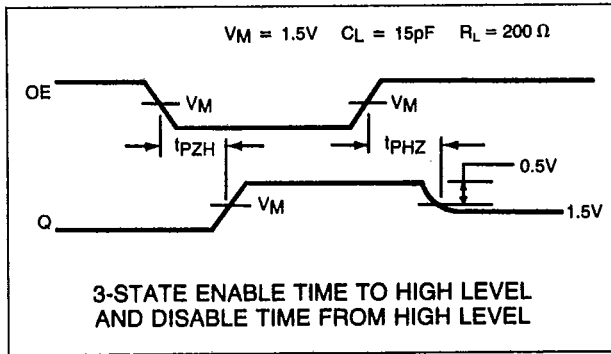 VM = 1.5V CL = 15pF RL = 200 Ω
OE
VM
VM
tPZH
tPHZ
0.5V
Q
VM
1.5V
3-STATE ENABLE TIME TO HIGH LEVEL
AND DISABLE TIME FROM HIGH LEVEL